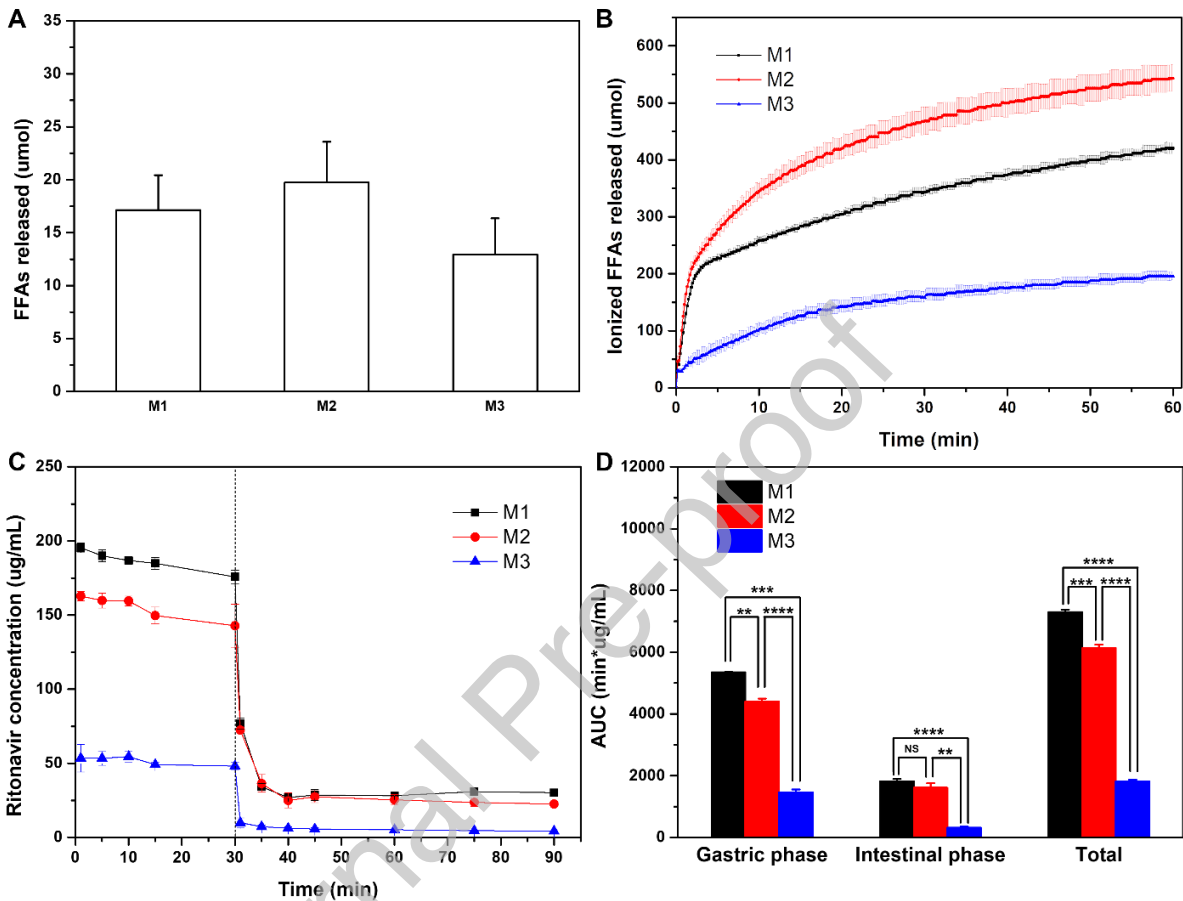 A
FFAs released (umol)
35
30
25
20
15
10
5
0
M1 M2 M3
B
Ionized FFAs released (umol)
M1
M2
M3
600
500
400
300
200
100
0
0 10 20 30 40 50 60
Time (min)
C
Ritonavir concentration (ug/mL)
250
200
150
100
50
0
M1
M2
M3
0 10 20 30 40 50 60 70 80 90
Time (min)
D
AUC (min*ug/mL)
12000
10000
8000
6000
4000
2000
0
M1
M2
M3
***
** ****
****
NS **
****
*** ****
Gastric phase Intestinal phase Total
rnal Pre-proof